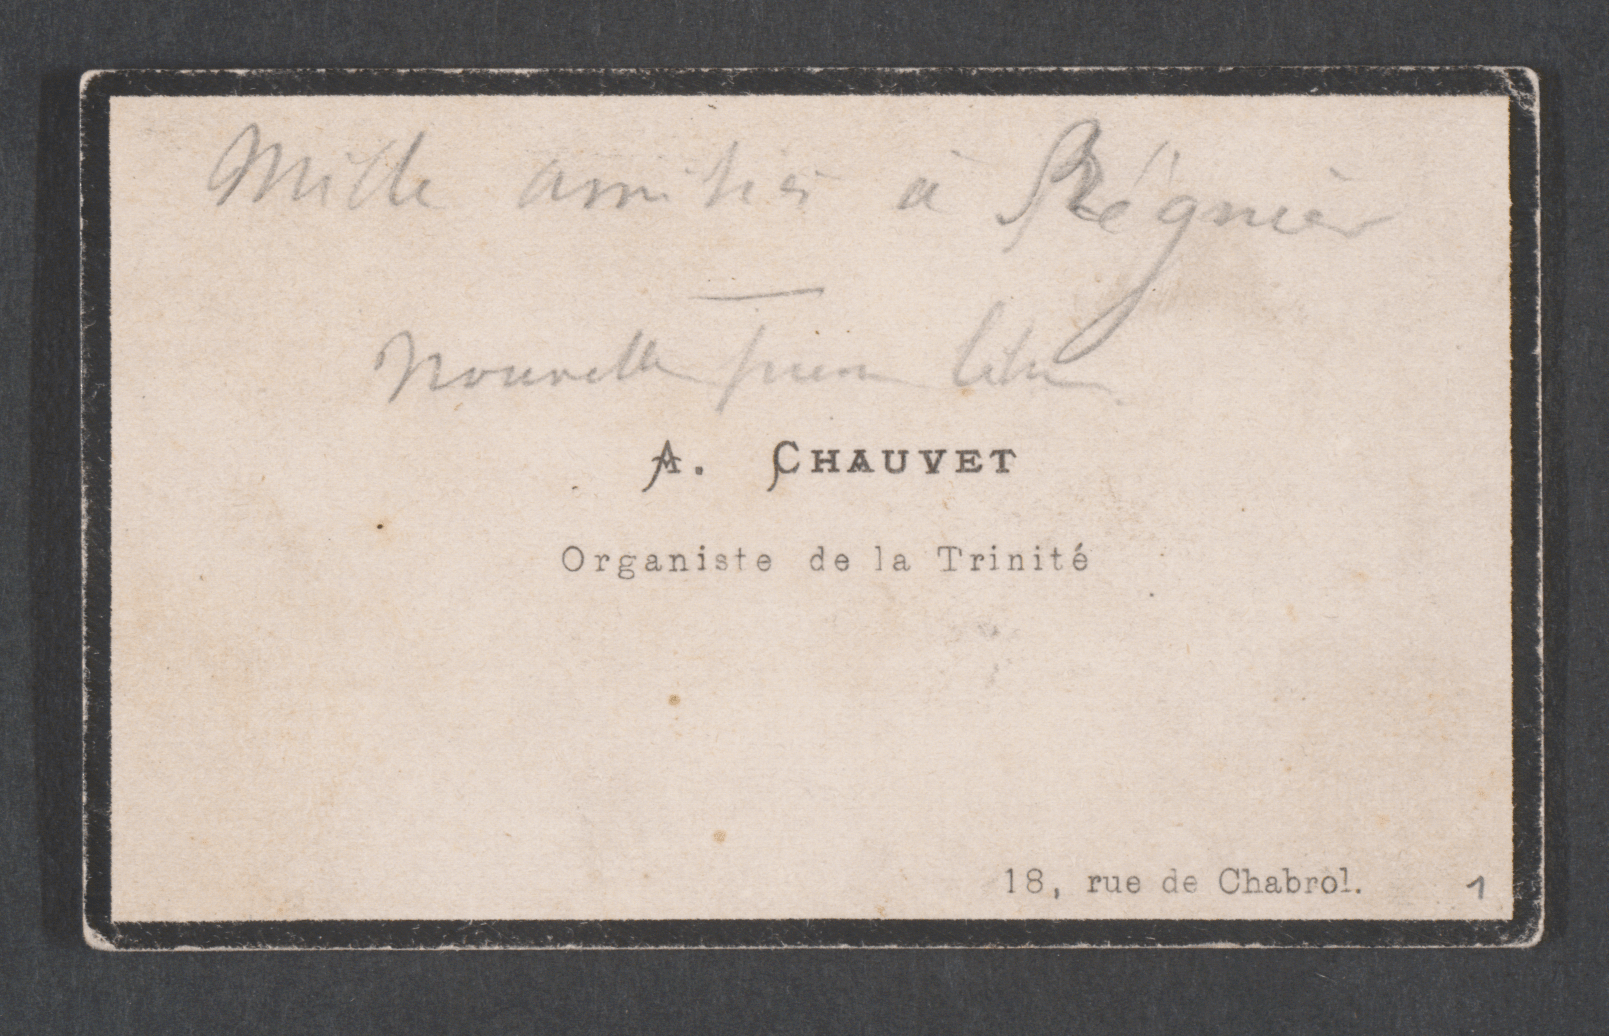 Mille amitiés à Régnier
Nouvelle
A. CHAUVET
Organiste de la Trinité
18, rue de Chabrol.
1